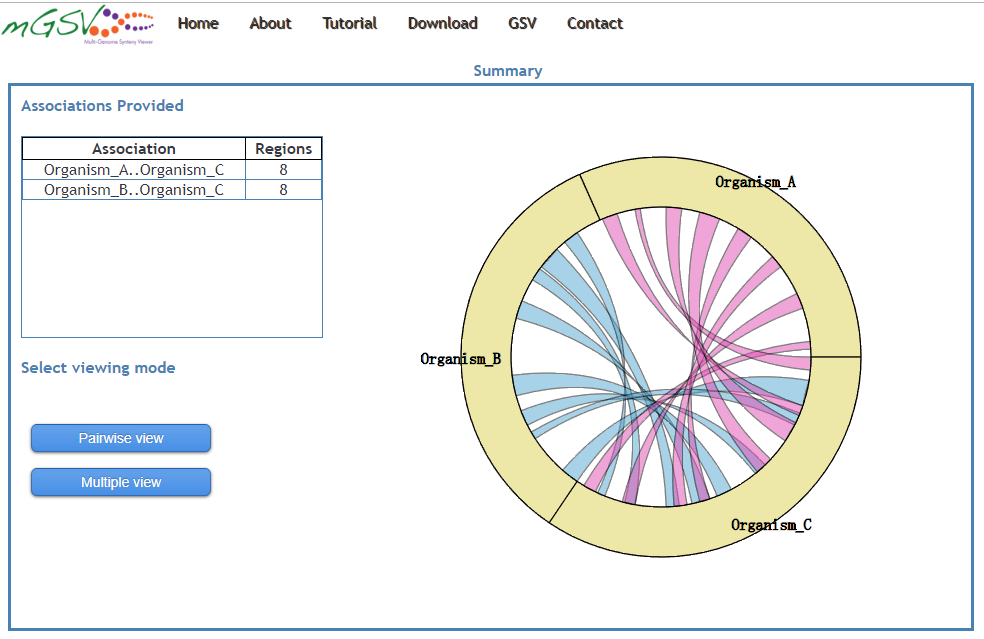 mGSV
Multi-Genome Synteny Viewer
Home About Tutorial Download GSV Contact
Summary
Associations Provided
Association Regions
Organism_A..Organism_C 8
Organism_B..Organism_C 8
Organism_A
Organism_B
Select viewing mode
Pairwise view
Multiple view
Organism_C